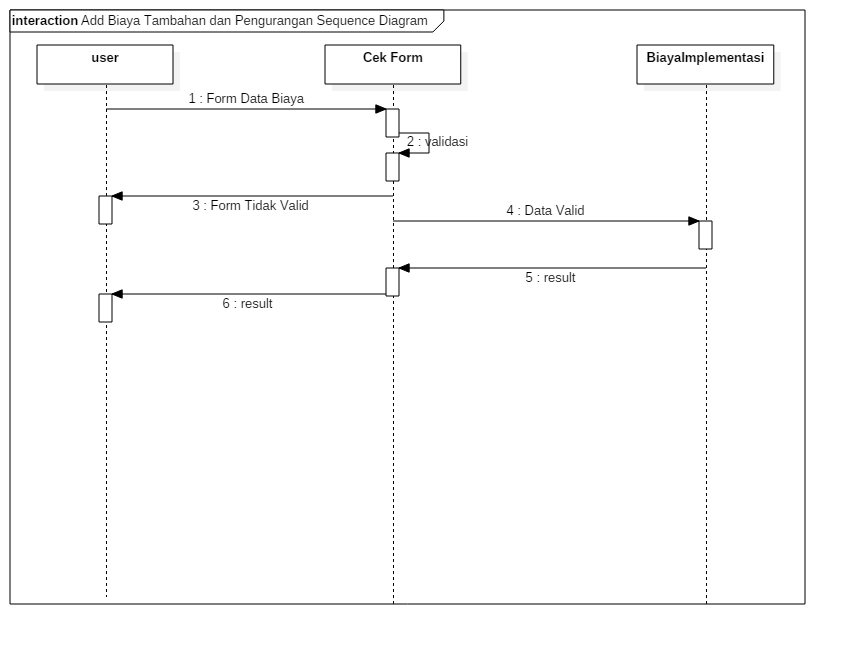 interaction Add Biaya Tambahan dan Pengurangan Sequence Diagram
user
Cek Form
BiayaImplementasi
1 : Form Data Biaya
2 : validasi
3 : Form Tidak Valid
4 : Data Valid
5 : result
6 : result